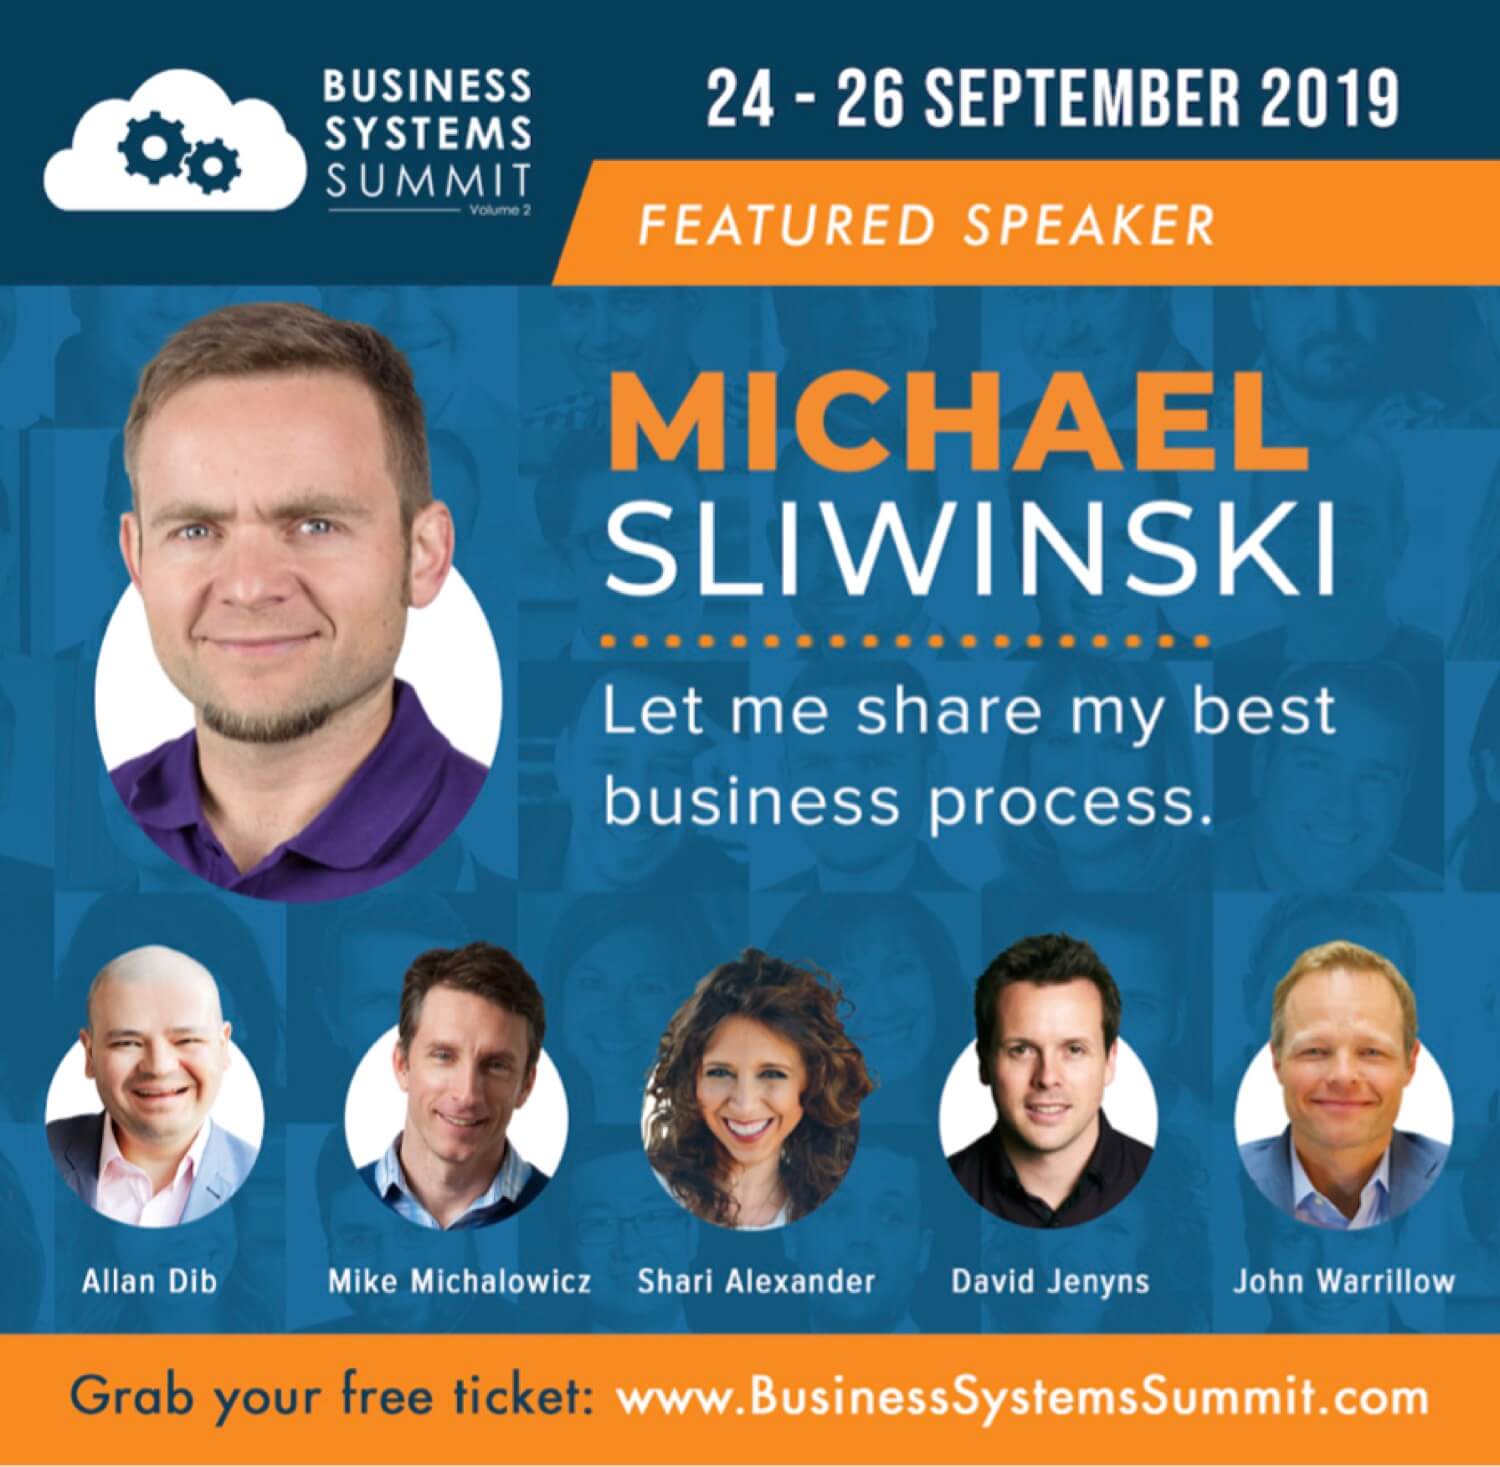 BUSINESS
SYSTEMS
SUMMIT
Volume 2
24 - 26 SEPTEMBER 2019
FEATURED SPEAKER
MICHAEL
SLIWINSKI
Let me share my best
business process.
Allan Dib
Mike Michalowicz
Shari Alexander
David Jenyns
John Warrillow
Grab your free ticket: www.BusinessSystemsSummit.com